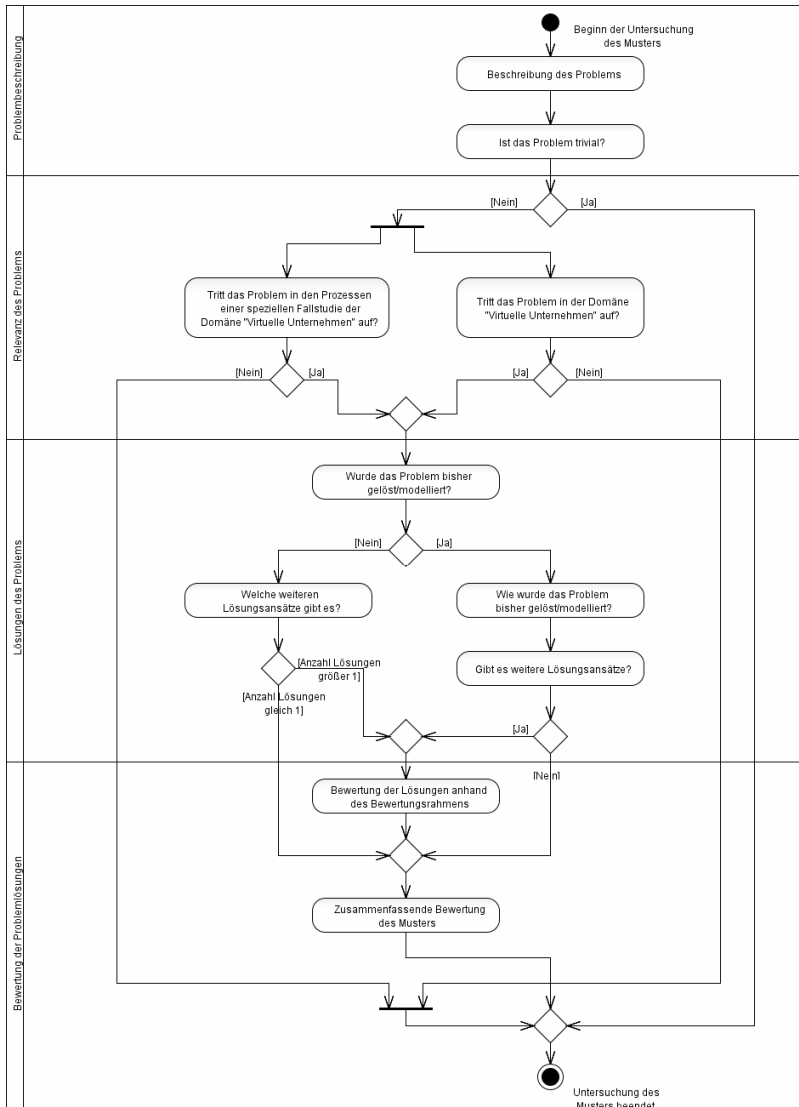 Problembeschreibung
Beginn der Untersuchung
des Musters
Beschreibung des Problems
Ist das Problem trivial?
Relevanz des Problems
[Nein]
[Ja]
Tritt das Problem in den Prozessen
einer speziellen Fallstudie der
Domäne "Virtuelle Unternehmen" auf?
Tritt das Problem in der Domäne
"Virtuelle Unternehmen" auf?
[Nein]
[Ja]
[Ja]
[Nein]
Lösungen des Problems
Wurde das Problem bisher
gelöst/modelliert?
[Nein]
[Ja]
Welche weiteren
Lösungsansätze gibt es?
Wie wurde das Problem
bisher gelöst/modelliert?
[Anzahl Lösungen
größer 1]
Gibt es weitere Lösungsansätze?
[Anzahl Lösungen
gleich 1]
[Ja]
[Nein]
Bewertung der Problemlösungen
Bewertung der Lösungen anhand
des Bewertungsrahmens
Zusammenfassende Bewertung
des Musters
Untersuchung des
Musters beendet